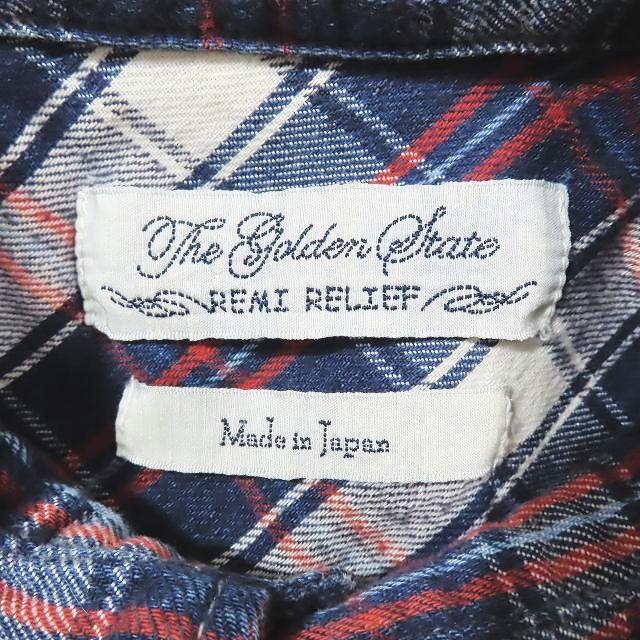 The Golden State
REMI RELIEF
Made in Japan